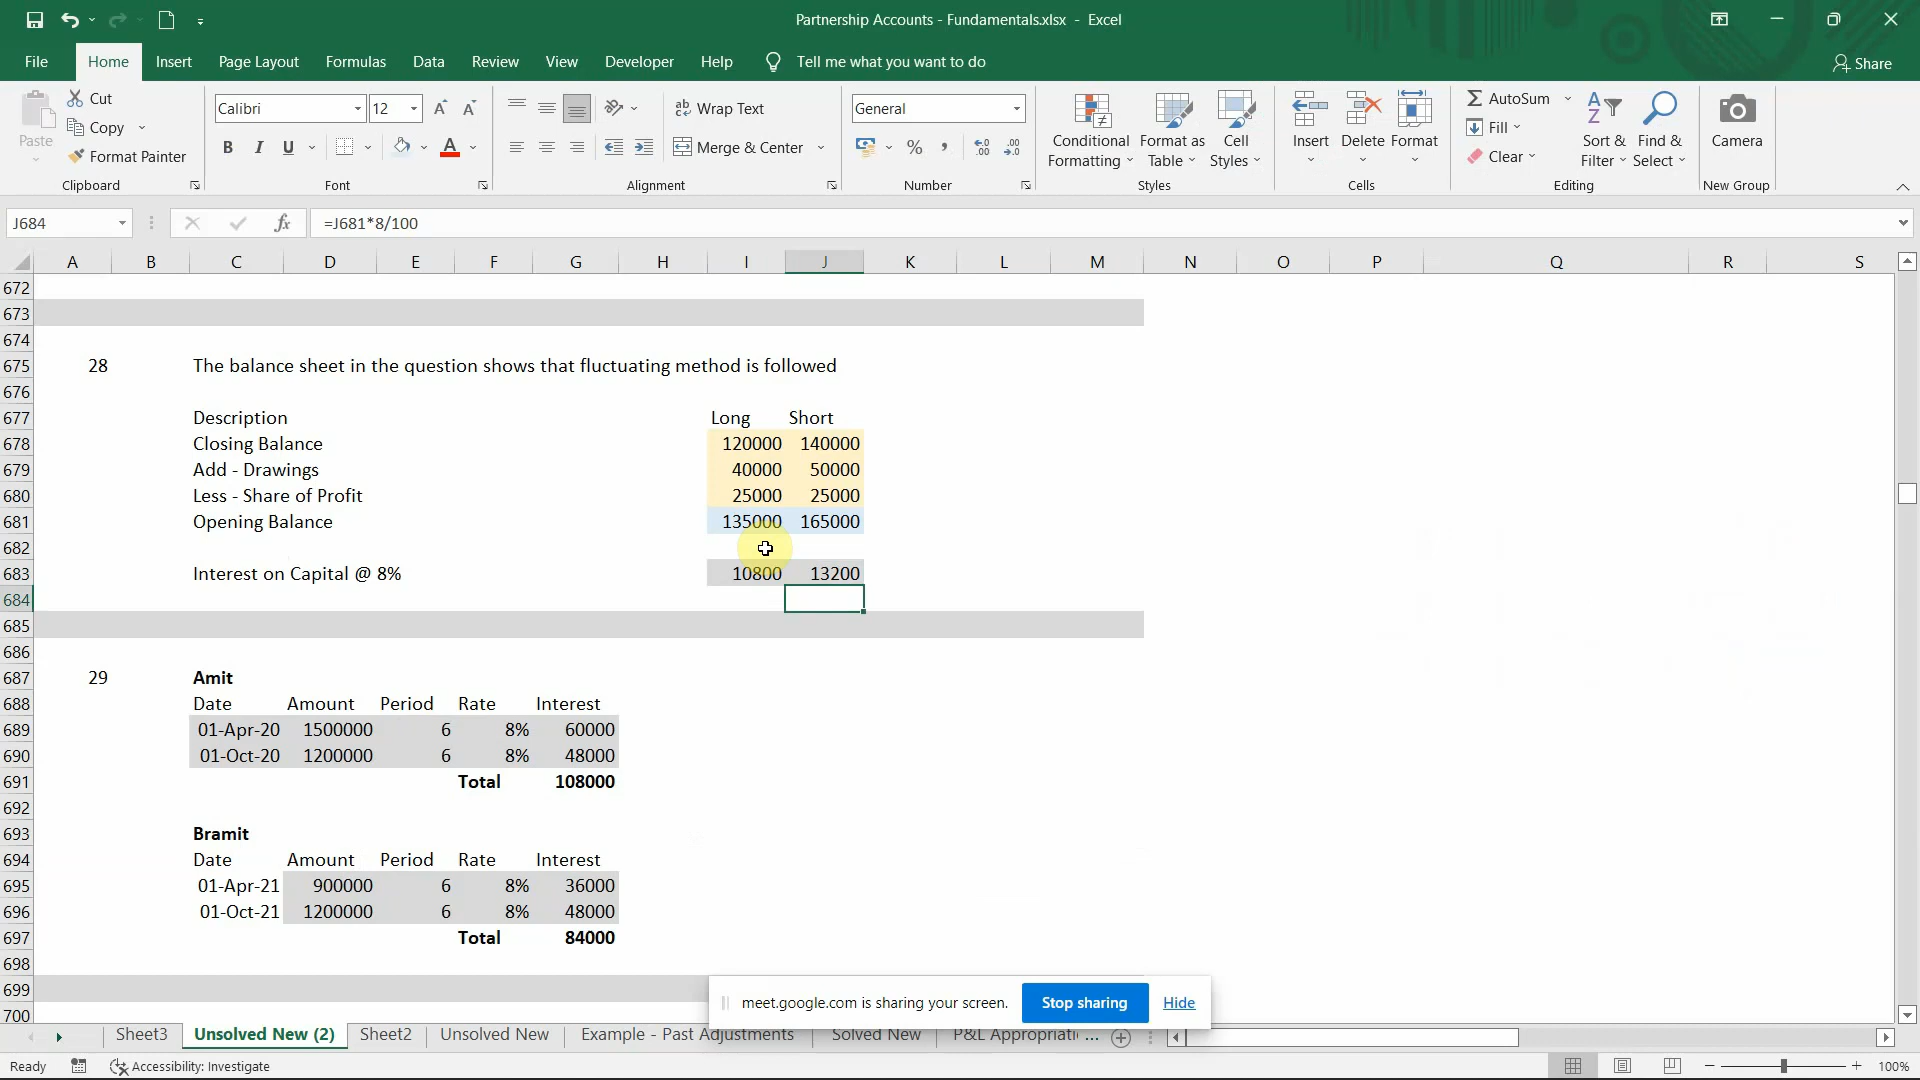 Partnership Accounts - Fundamentals.xlsx - Excel
File Home Insert Page Layout Formulas Data Review View Developer Help Tell me what you want to do Share
Cut
Copy
Format Painter
Paste
Clipboard
Calibri 12
B I U
Font
Wrap Text
Merge & Center
Alignment
General
Number
Conditional Formatting
Format as Table
Cell Styles
Styles
Insert Delete Format
Cells
AutoSum
Fill
Clear
Sort & Filter
Find & Select
Editing
Camera
New Group
J684 fx =J681*8/100
A B C D E F G H I J K L M N O P Q R S
672
673
674
675 28 The balance sheet in the question shows that fluctuating method is followed
676
677 Description Long Short
678 Closing Balance 120000 140000
679 Add - Drawings 40000 50000
680 Less - Share of Profit 25000 25000
681 Opening Balance 135000 165000
682
683 Interest on Capital @ 8% 10800 13200
684
685
686
687 29 Amit
688 Date Amount Period Rate Interest
689 01-Apr-20 1500000 6 8% 60000
690 01-Oct-20 1200000 6 8% 48000
691 Total 108000
692
693 Bramit
694 Date Amount Period Rate Interest
695 01-Apr-21 900000 6 8% 36000
696 01-Oct-21 1200000 6 8% 48000
697 Total 84000
698
699
700
meet.google.com is sharing your screen. Stop sharing Hide
Sheet3 Unsolved New (2) Sheet2 Unsolved New Example - Past Adjustments Solved New P&L Appropriati ...
Ready Accessibility: Investigate 100%